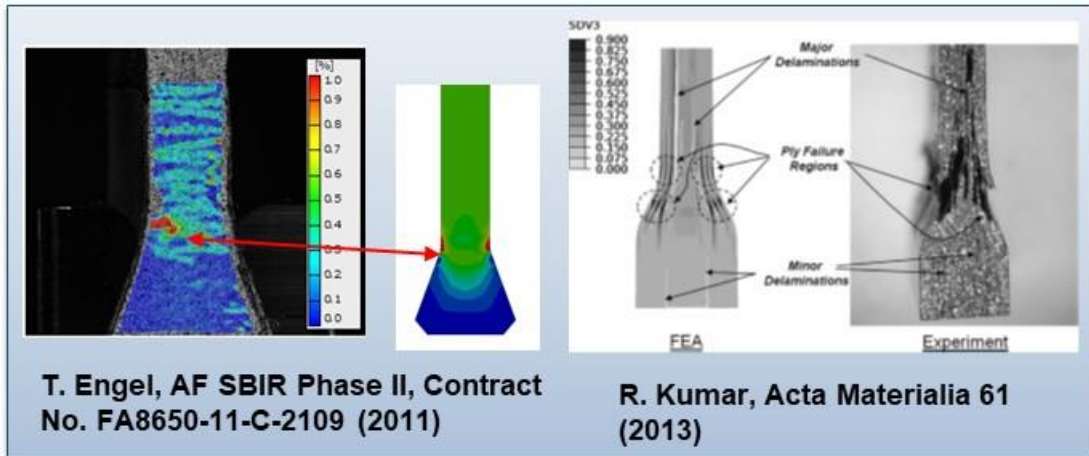 [%]
1.0
0.9
0.8
0.7
0.6
0.5
0.4
0.3
0.2
0.1
0.0
SDV3
0.900
0.825
0.750
0.675
0.600
0.525
0.450
0.375
0.300
0.225
0.150
0.075
0.000
Major
Delaminations
Ply Failure
Regions
Minor
Delaminations
FEA
Experiment
T. Engel, AF SBIR Phase II, Contract
No. FA8650-11-C-2109 (2011)
R. Kumar, Acta Materialia 61
(2013)